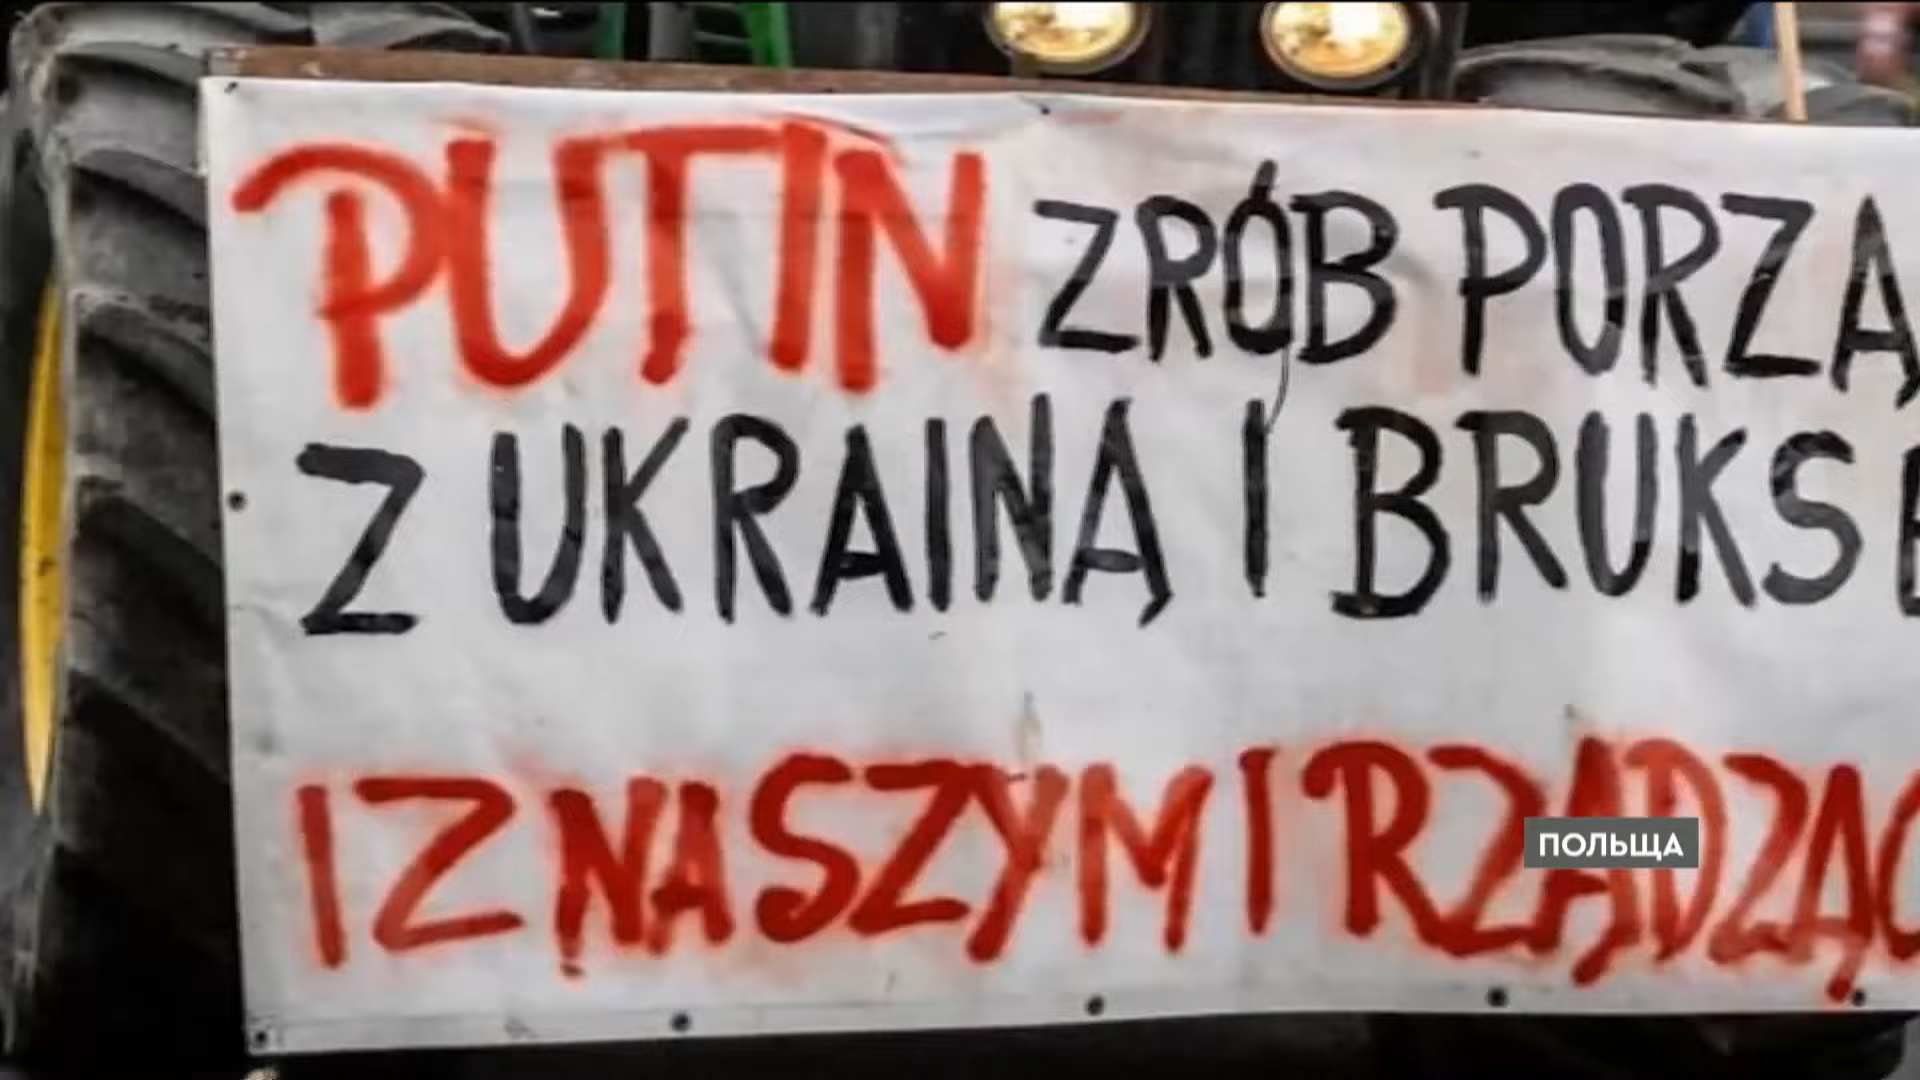 PUTIN ZRÓB PORZĄ
Z UKRAINĄ I BRUKSE
I Z NASZYMI RZĄDZĄC
ПОЛЬЩА